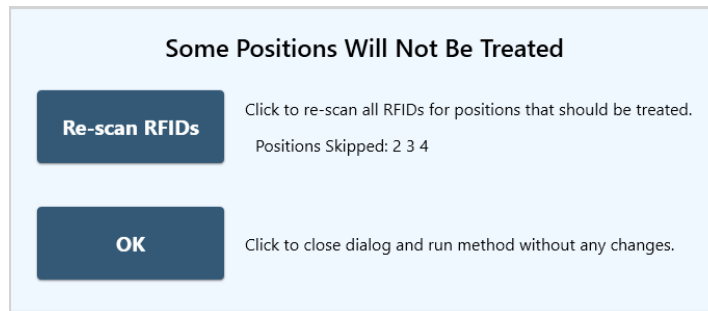 Some Positions Will Not Be Treated
Re-scan RFIDs
Click to re-scan all RFIDs for positions that should be treated.
Positions Skipped: 2 3 4
OK
Click to close dialog and run method without any changes.